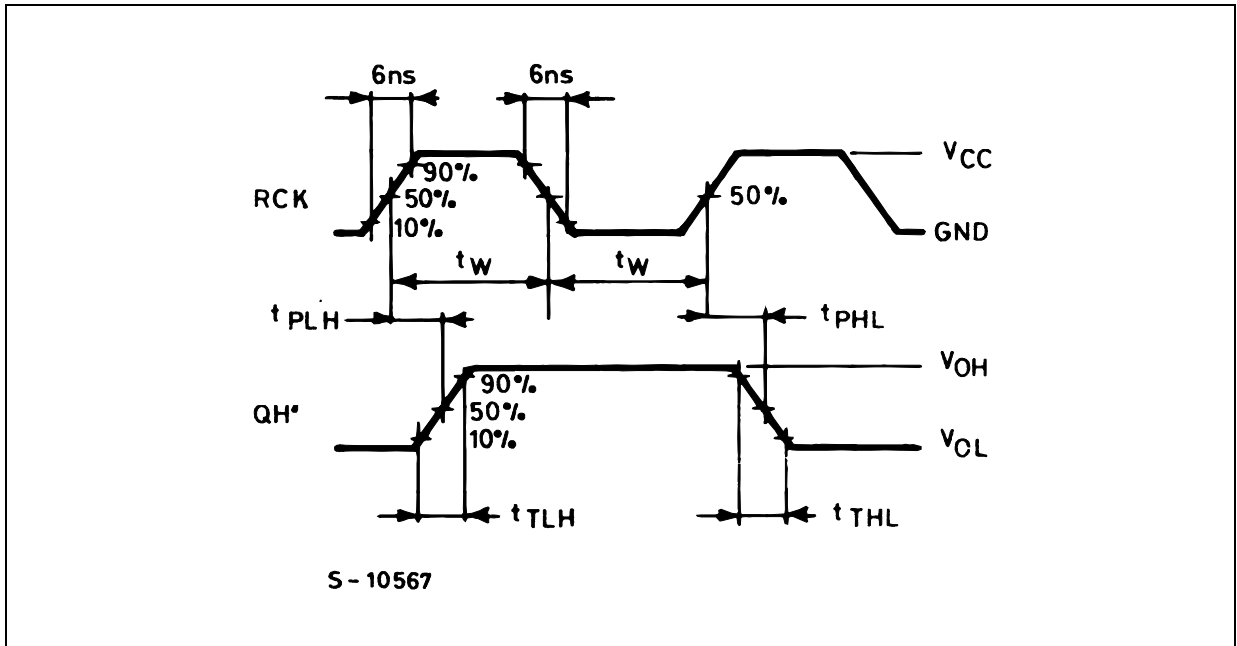 6ns 6ns
VCC
90%
RCK 50% 50%
10%
GND
tW tW
tPLH tPHL
VOH
90%
QH' 50%
10%
VOL
tTLH tTHL
S-10567